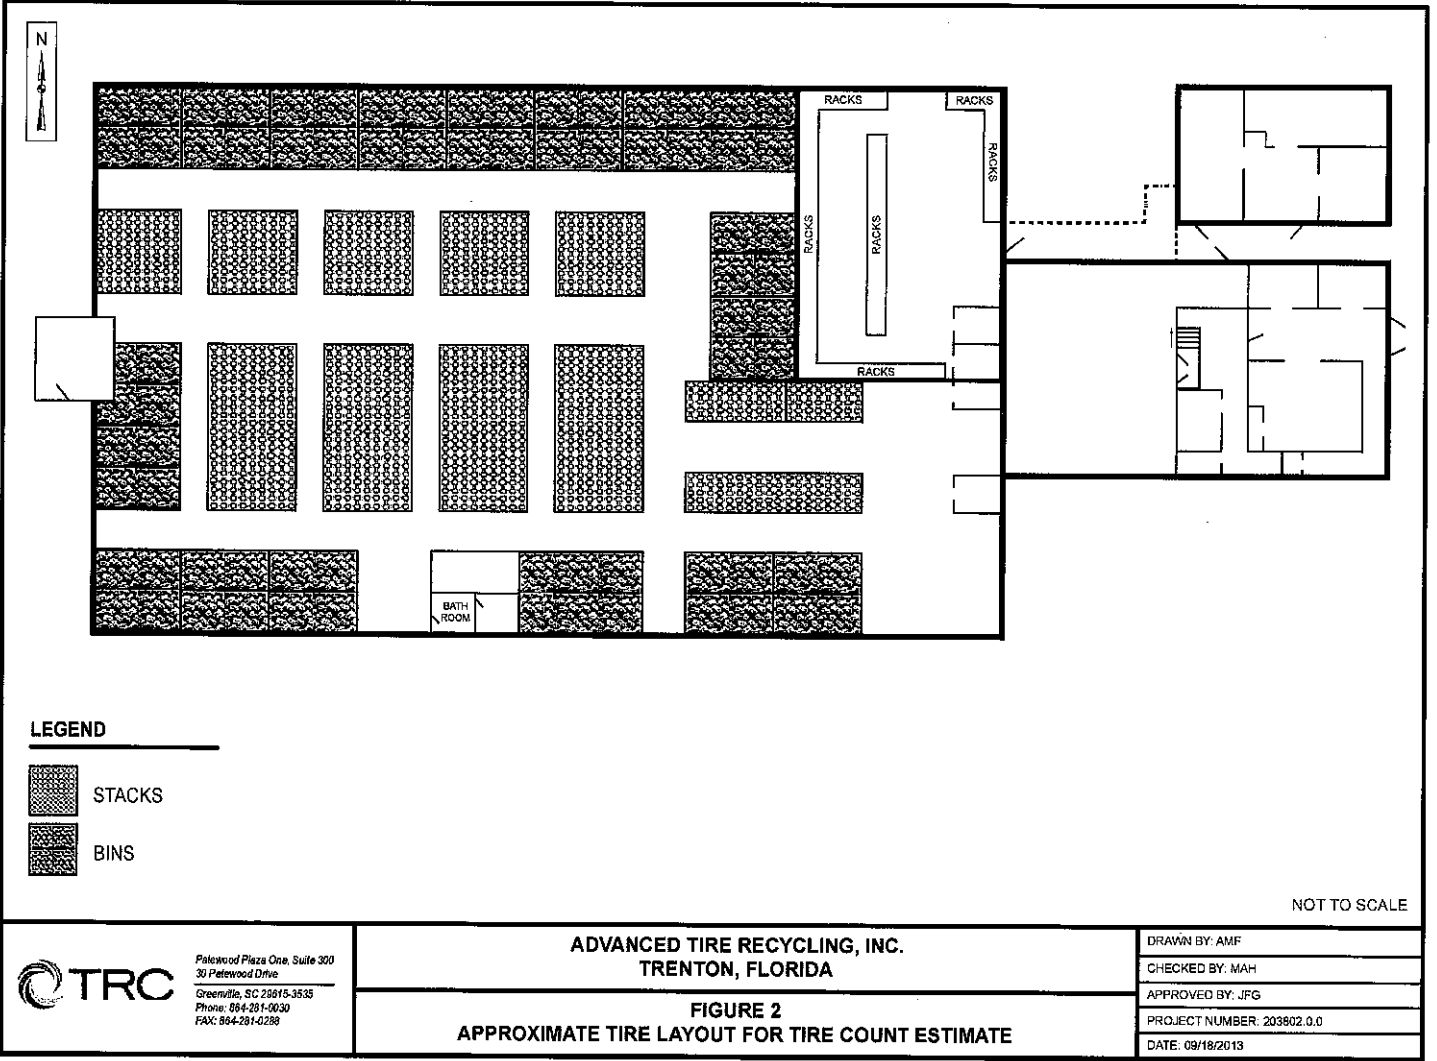 N
RACKS
RACKS
RACKS
RACKS
RACKS
RACKS
BATH
ROOM
LEGEND
STACKS
BINS
NOT TO SCALE
TRC
Patewood Plaza One, Suite 300
30 Patewood Drive
Greenville, SC 29615-3535
Phone: 864-281-0030
FAX: 864-281-0288
ADVANCED TIRE RECYCLING, INC.
TRENTON, FLORIDA
FIGURE 2
APPROXIMATE TIRE LAYOUT FOR TIRE COUNT ESTIMATE
DRAWN BY: AMF
CHECKED BY: MAH
APPROVED BY: JFG
PROJECT NUMBER: 203802.0.0
DATE: 09/18/2013